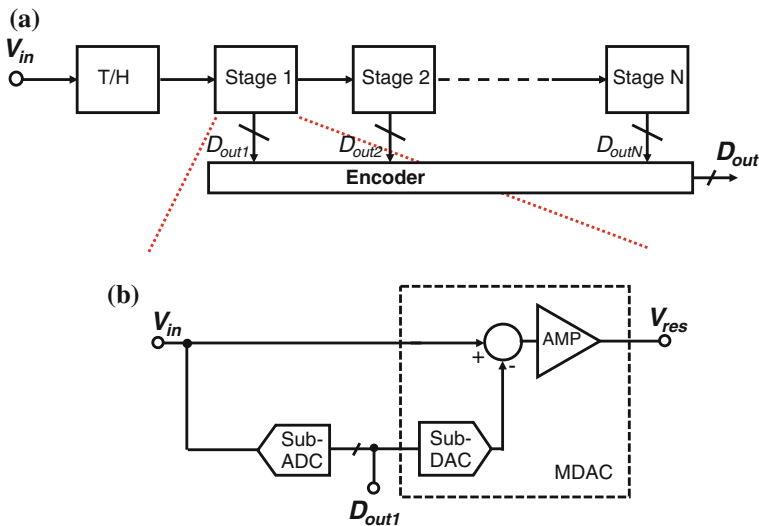 (a)
Vin
T/H
Stage 1
Stage 2
Stage N
Dout1
Dout2
DoutN
Dout
Encoder
(b)
Vin
+
-
AMP
Vres
Sub-
ADC
Sub-
DAC
MDAC
Dout1